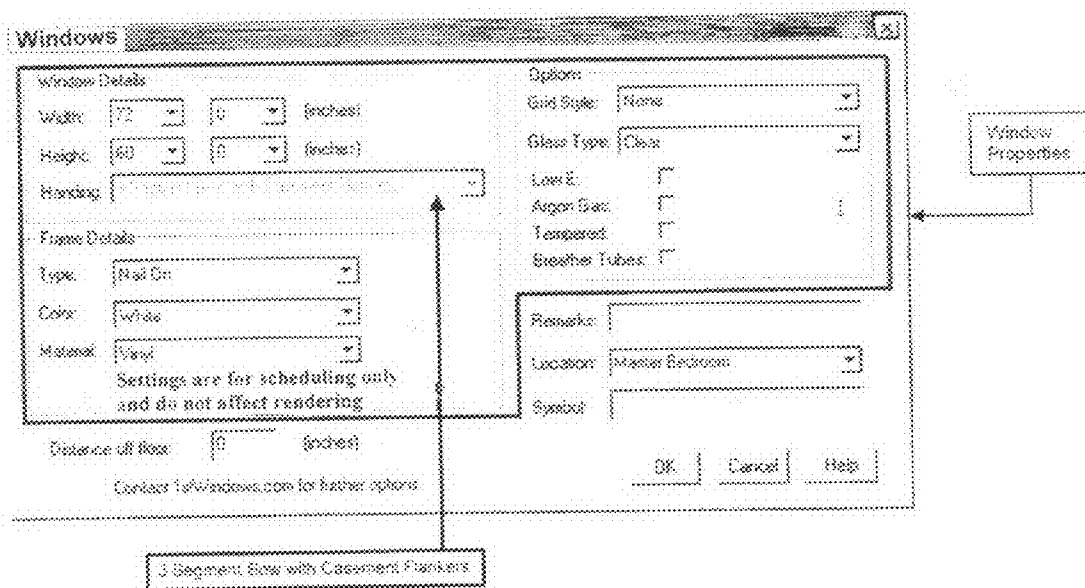 Windows
Window Details
Width: 72 0 (inches)
Height: 60 0 (inches)
Handing:
Frame Details
Type: Nail On
Color: White
Material: Vinyl
Settings are for scheduling only
and do not affect rendering
Distance off floor: 0 (inches)
Contact 1stWindows.com for further options
Options
Grid Style: None
Glass Type: Clear
Low E:
Argon Gas:
Tempered:
Breather Tubes:
Remarks:
Location: Master Bedroom
Symbol:
OK Cancel Help
Window
Properties
3 Segment Bow with Casement Flankers